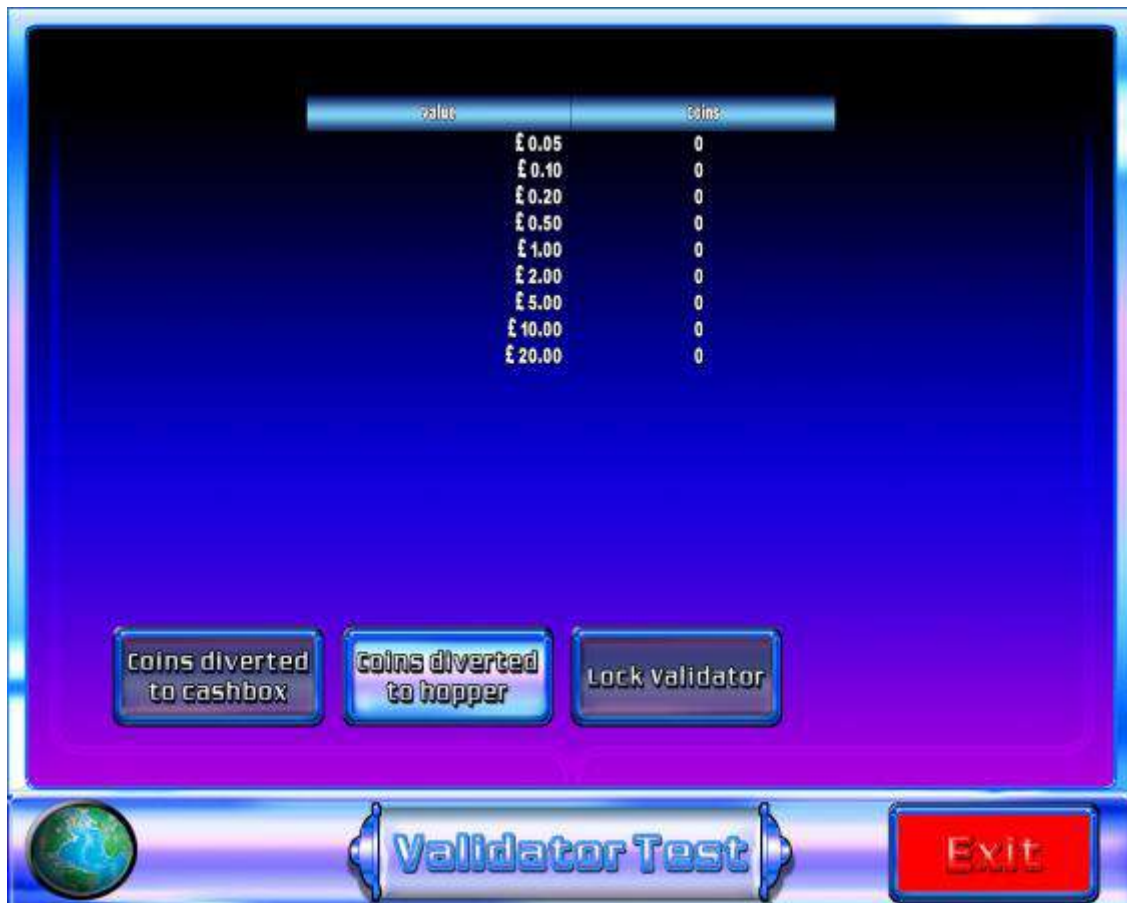 value coins
£ 0.05 0
£ 0.10 0
£ 0.20 0
£ 0.50 0
£ 1.00 0
£ 2.00 0
£ 5.00 0
£ 10.00 0
£ 20.00 0
Coins diverted
to cashbox
Coins diverted
to hopper
Lock Validator
Validator Test
Exit